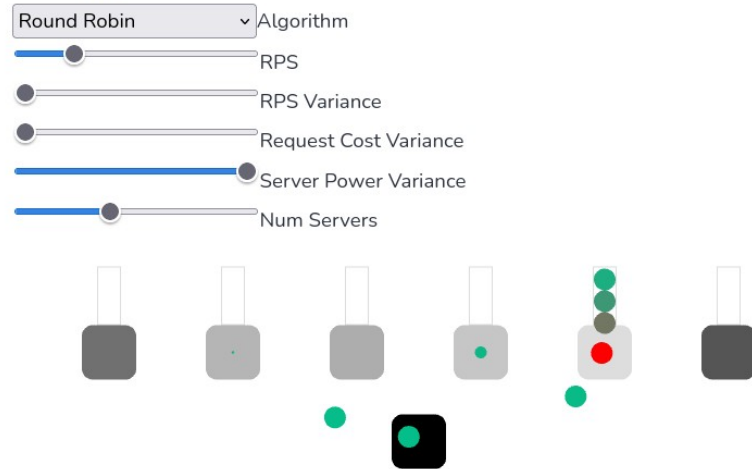 Round Robin Algorithm
RPS
RPS Variance
Request Cost Variance
Server Power Variance
Num Servers